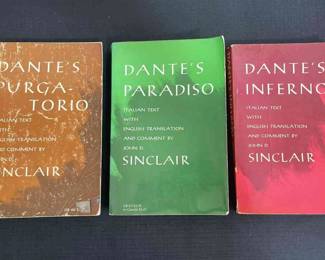 DANTE'S
PURGA-
TORIO
ITALIAN TEXT
WITH
ENGLISH TRANSLATION
AND COMMENT BY
JOHN D.
SINCLAIR
DANTE'S
PARADISO
ITALIAN TEXT
WITH
ENGLISH TRANSLATION
AND COMMENT BY
JOHN D.
SINCLAIR
DANTE'S
INFERNO
ITALIAN TEXT
WITH
ENGLISH TRANSLATION
AND COMMENT BY
JOHN D.
SINCLAIR